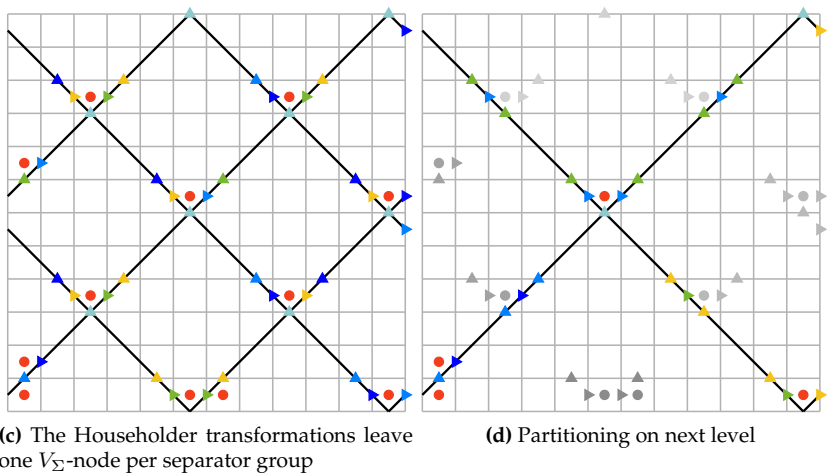 (c) The Householder transformations leave
one V_Σ-node per separator group
(d) Partitioning on next level